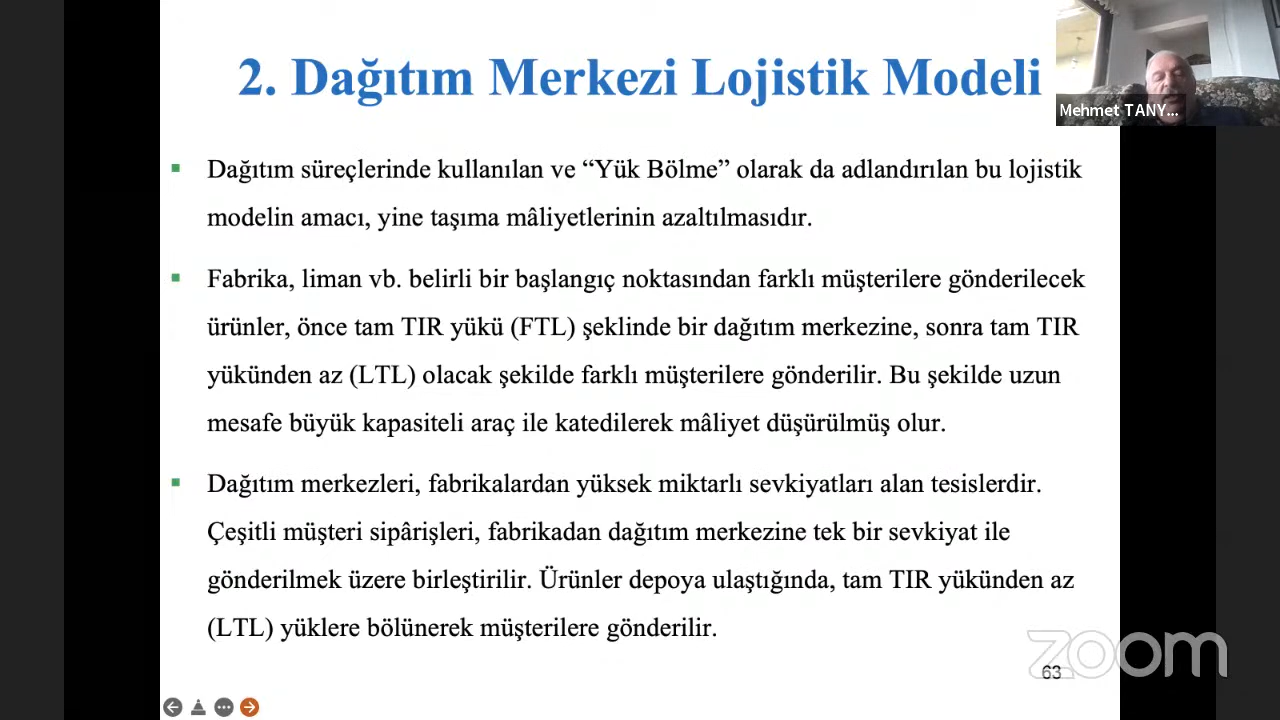 2. Dağıtım Merkezi Lojistik Modeli
Mehmet TANY...
Dağıtım süreçlerinde kullanılan ve “Yük Bölme” olarak da adlandırılan bu lojistik
modelin amacı, yine taşıma mâliyetlerinin azaltılmasıdır.
Fabrika, liman vb. belirli bir başlangıç noktasından farklı müşterilere gönderilecek
ürünler, önce tam TIR yükü (FTL) şeklinde bir dağıtım merkezine, sonra tam TIR
yükünden az (LTL) olacak şekilde farklı müşterilere gönderilir. Bu şekilde uzun
mesafe büyük kapasiteli araç ile katedilerek mâliyet düşürülmüş olur.
Dağıtım merkezleri, fabrikalardan yüksek miktarlı sevkiyatları alan tesislerdir.
Çeşitli müşteri sipârişleri, fabrikadan dağıtım merkezine tek bir sevkiyat ile
gönderilmek üzere birleştirilir. Ürünler depoya ulaştığında, tam TIR yükünden az
(LTL) yüklere bölünerek müşterilere gönderilir.
zoom
63